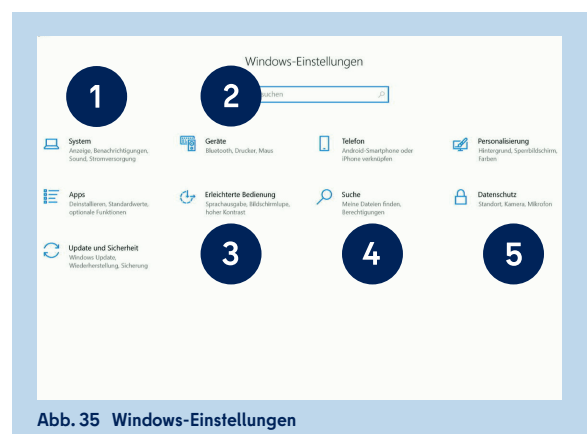 Windows-Einstellungen
1
2
suchen
System
Anzeige, Benachrichtigungen,
Sound, Stromversorgung
Geräte
Bluetooth, Drucker, Maus
Telefon
Android-Smartphone oder
iPhone verknüpfen
Personalisierung
Hintergrund, Sperrbildschirm,
Farben
Apps
Deinstallieren, Standardwerte,
optionale Funktionen
Erleichterte Bedienung
Sprachausgabe, Bildschirmlupe,
hoher Kontrast
Suche
Meine Dateien finden,
Berechtigungen
Datenschutz
Standort, Kamera, Mikrofon
Update und Sicherheit
Windows Update,
Wiederherstellung, Sicherung
3
4
5
Abb. 35 Windows-Einstellungen